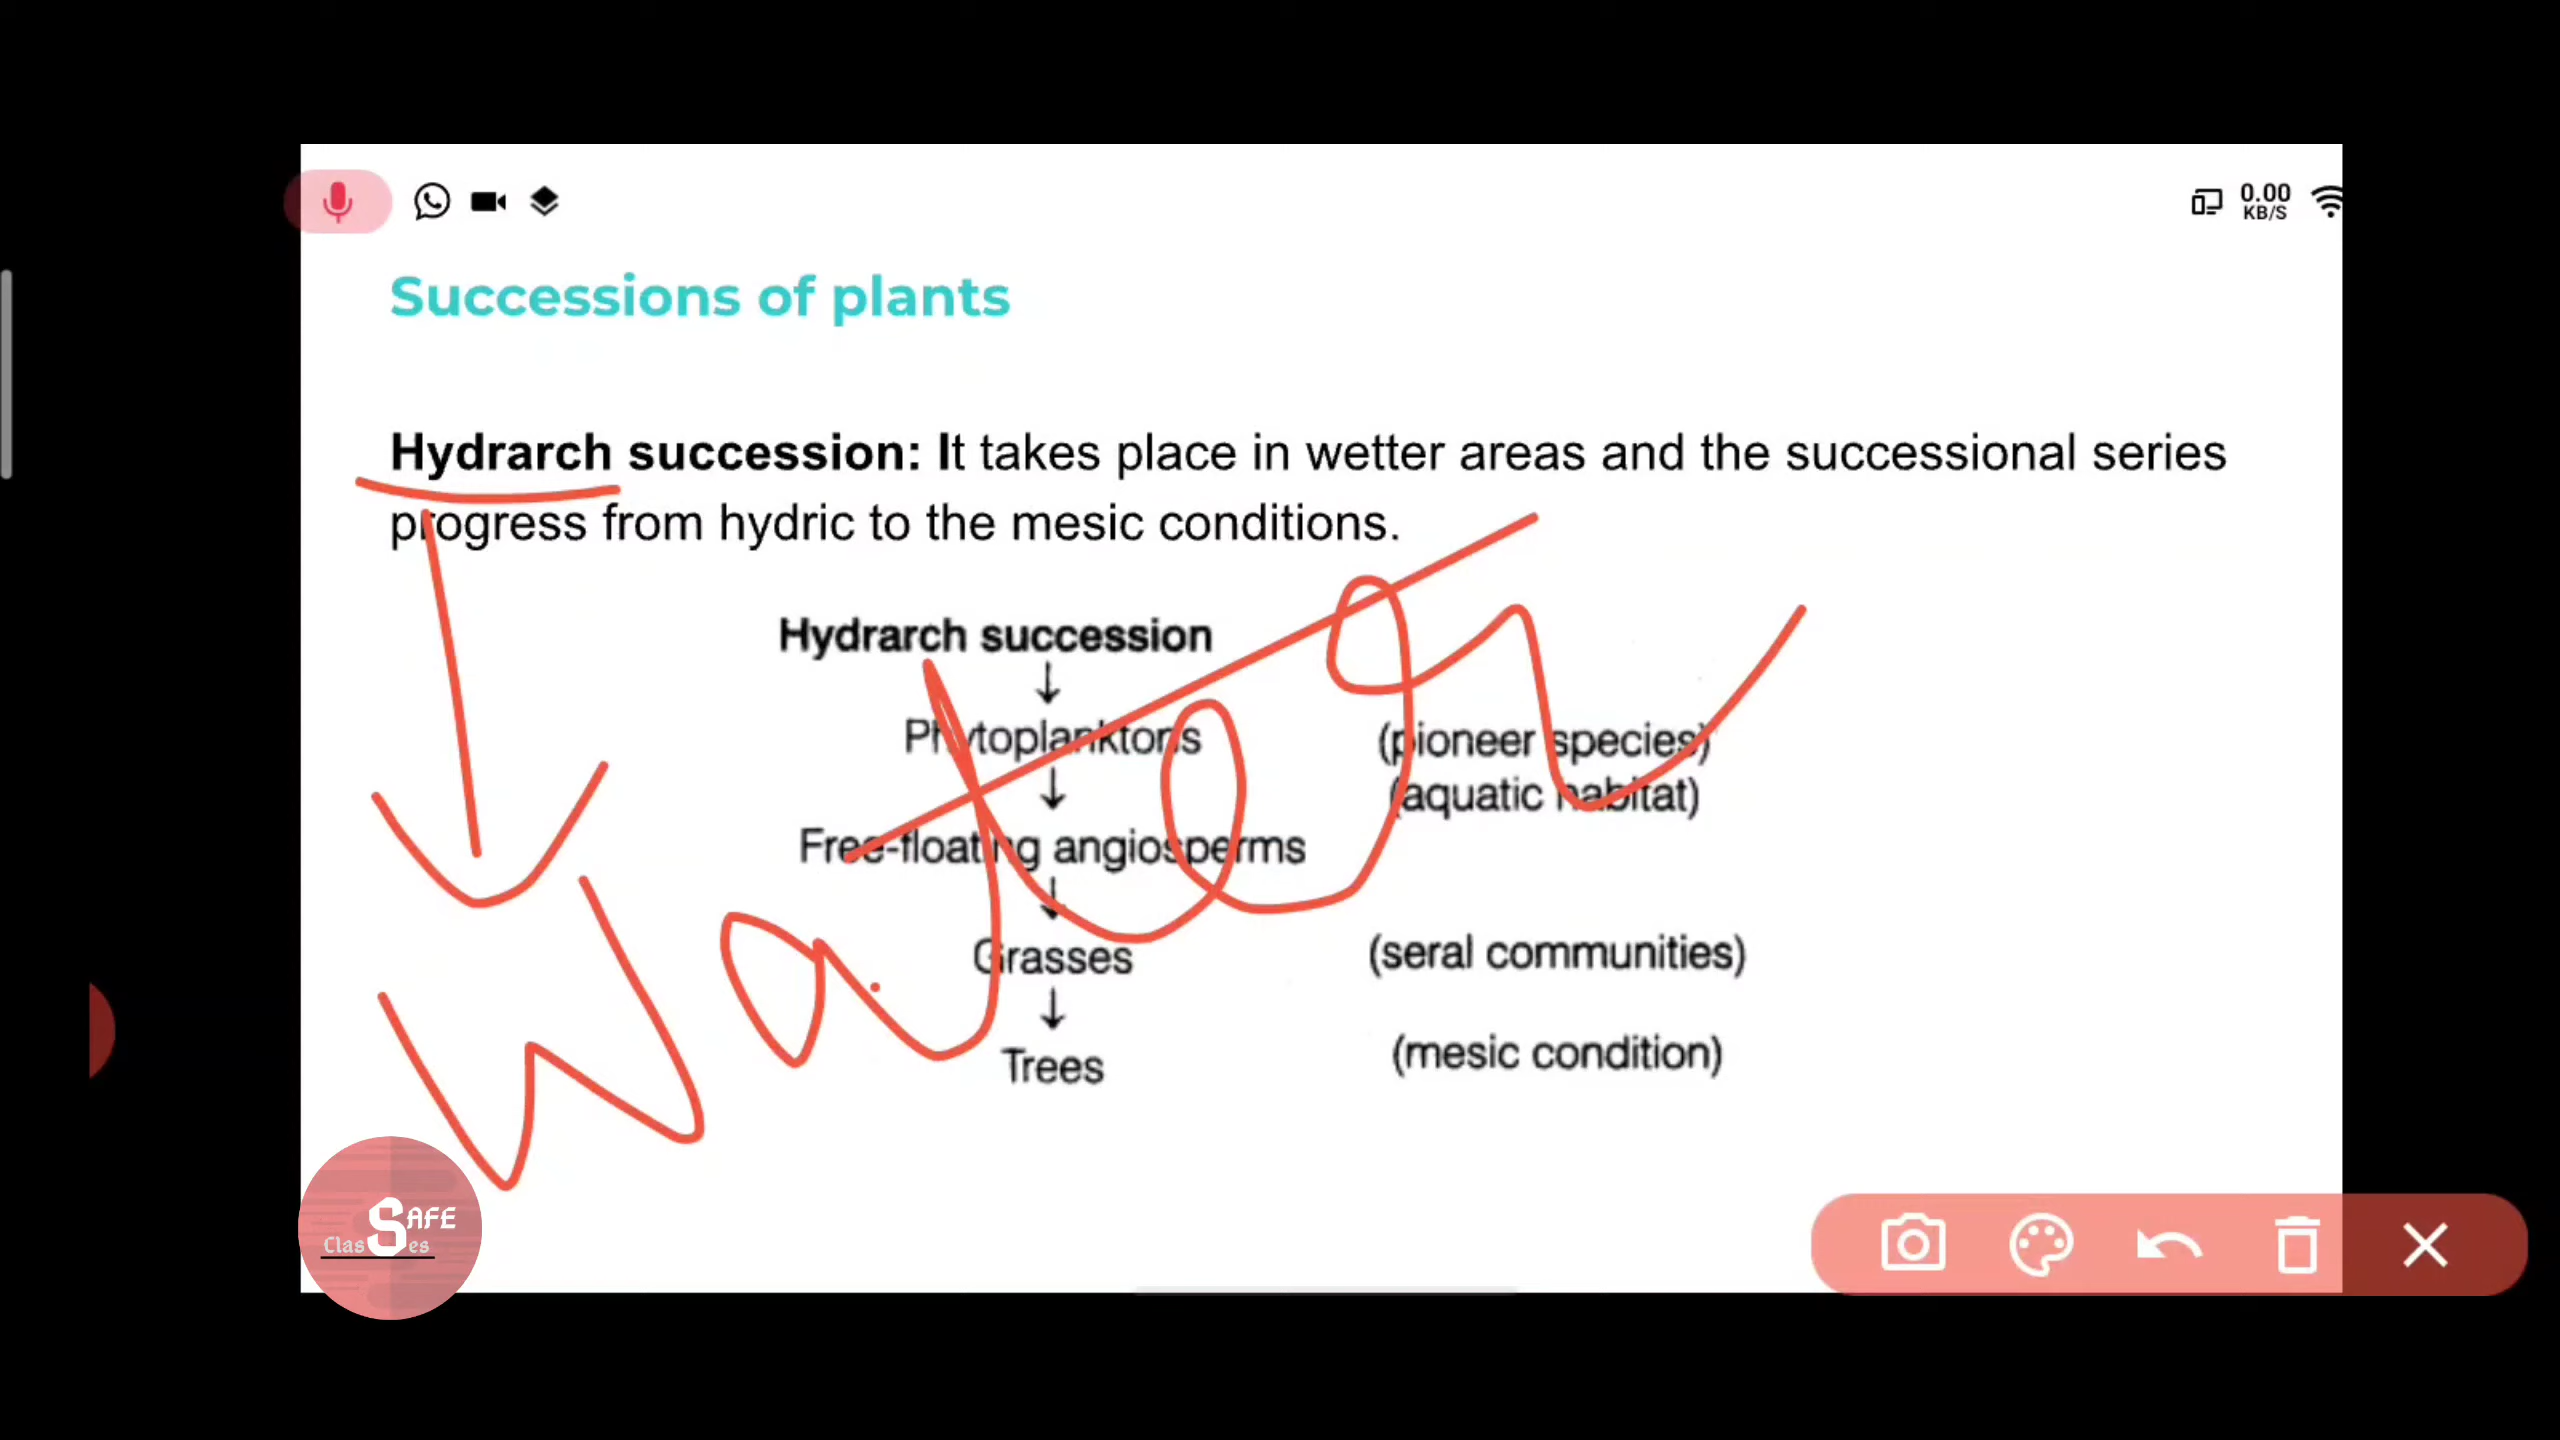 0.00
KB/S
Successions of plants
Hydrarch succession: It takes place in wetter areas and the successional series
progress from hydric to the mesic conditions.
Hydrarch succession
Phytoplanktons (pioneer species)
(aquatic habitat)
Free-floating angiosperms
Grasses (seral communities)
Trees (mesic condition)
Water
SAFE
Classes